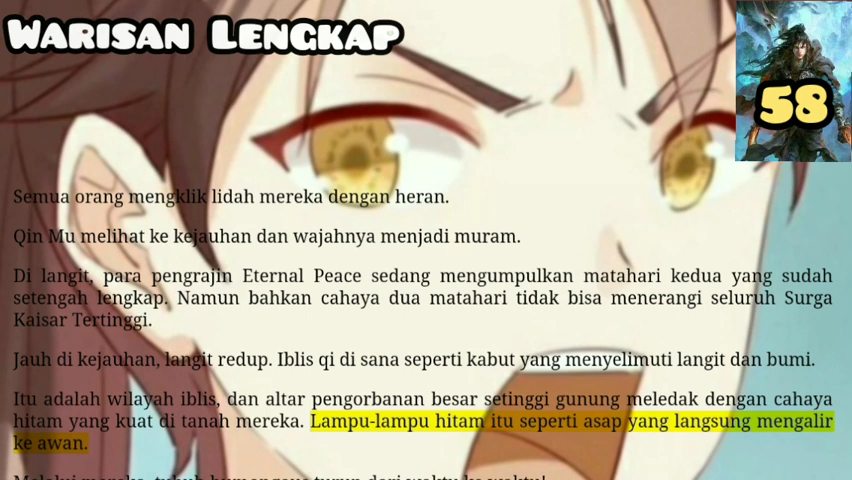 Warisan Lengkap
58
Semua orang mengklik lidah mereka dengan heran.
Qin Mu melihat ke kejauhan dan wajahnya menjadi muram.
Di langit, para pengrajin Eternal Peace sedang mengumpulkan matahari kedua yang sudah
setengah lengkap. Namun bahkan cahaya dua matahari tidak bisa menerangi seluruh Surga
Kaisar Tertinggi.
Jauh di kejauhan, langit redup. Iblis qi di sana seperti kabut yang menyelimuti langit dan bumi.
Itu adalah wilayah iblis, dan altar pengorbanan besar setinggi gunung meledak dengan cahaya
hitam yang kuat di tanah mereka. Lampu-lampu hitam itu seperti asap yang langsung mengalir
ke awan.